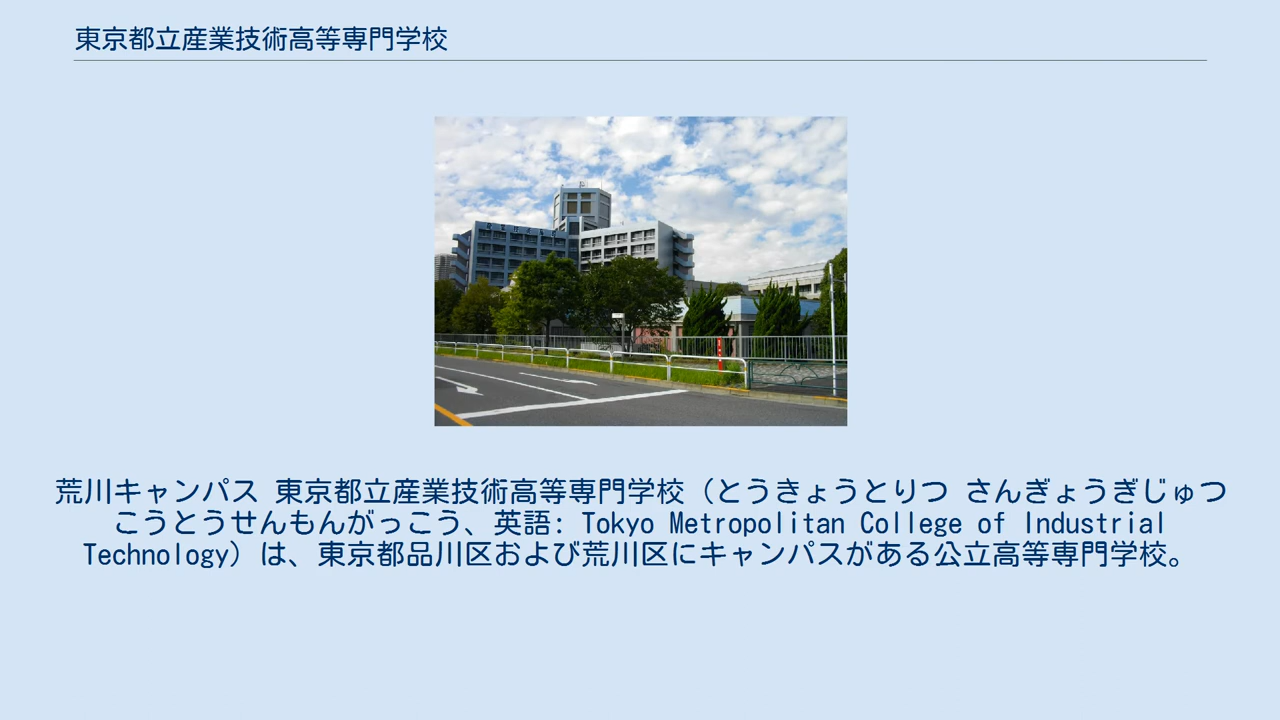 東京都立産業技術高等専門学校
荒川キャンパス 東京都立産業技術高等専門学校（とうきょうとりつ さんぎょうぎじゅつ
こうとうせんもんがっこう、英語: Tokyo Metropolitan College of Industrial
Technology）は、東京都品川区および荒川区にキャンパスがある公立高等専門学校。